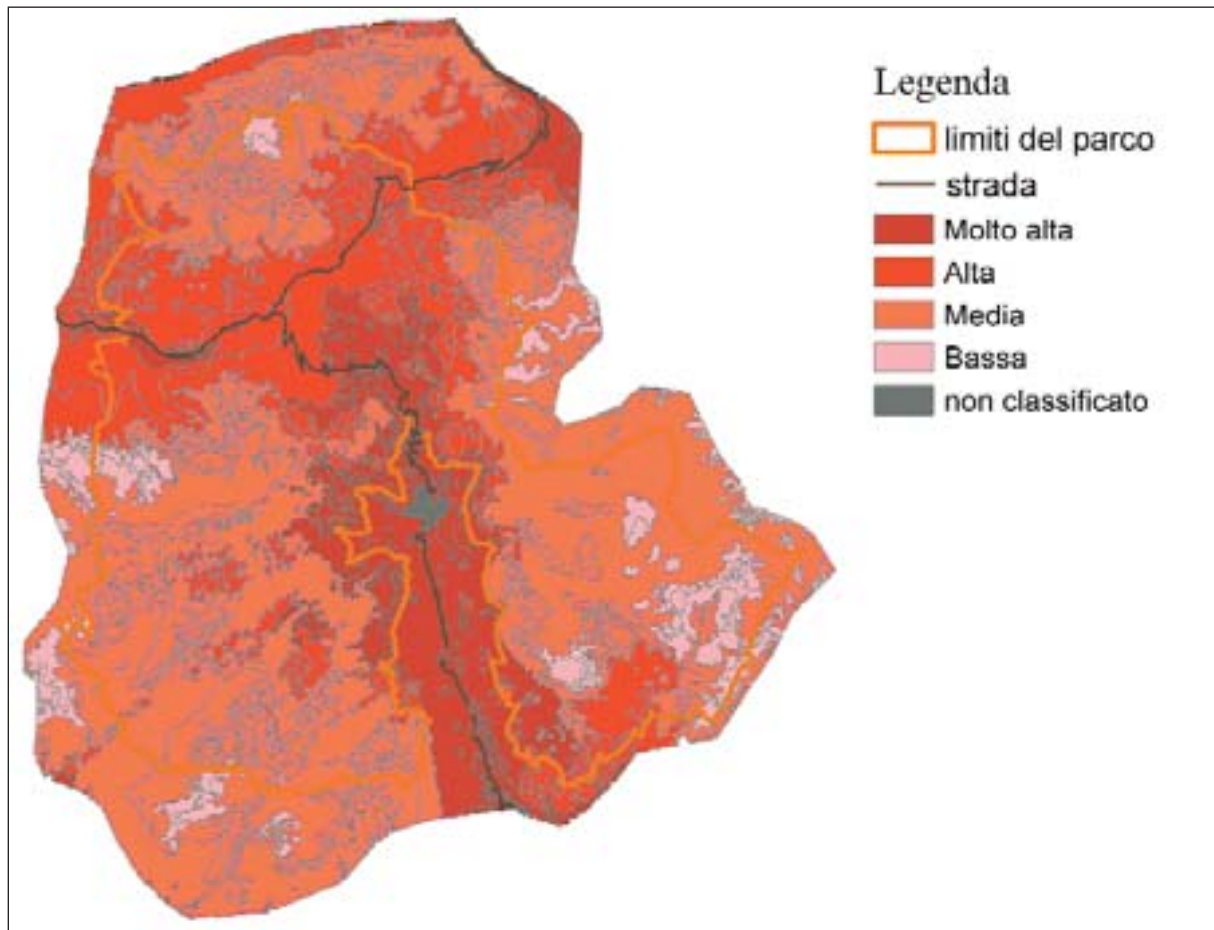 Legenda
limiti del parco
strada
Molto alta
Alta
Media
Bassa
non classificato